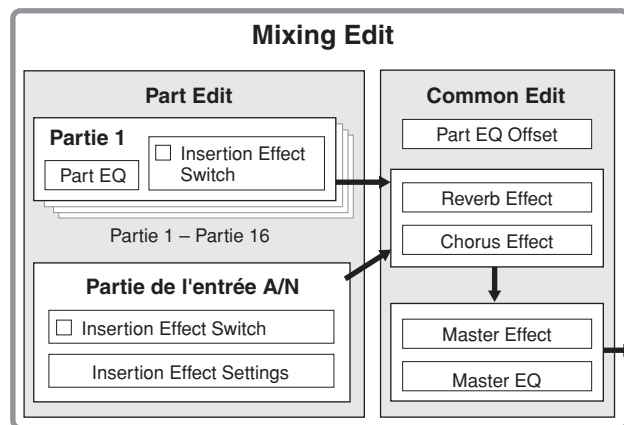 Mixing Edit
Part Edit
Partie 1
Part EQ
Insertion Effect
Switch
Partie 1 – Partie 16
Partie de l'entrée A/N
Insertion Effect Switch
Insertion Effect Settings
Common Edit
Part EQ Offset
Reverb Effect
Chorus Effect
Master Effect
Master EQ